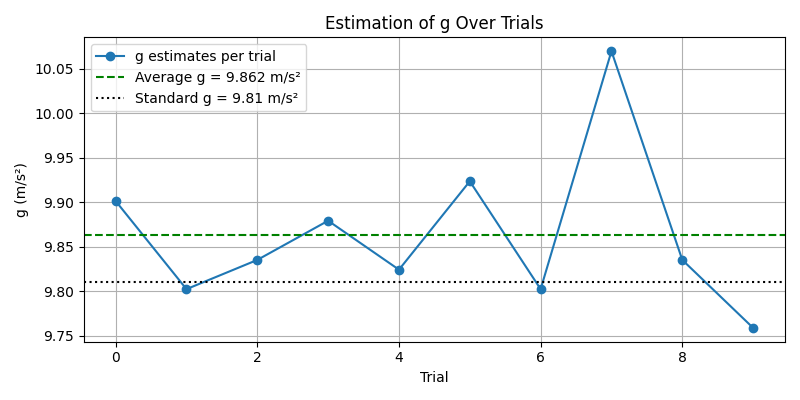 Estimation of g Over Trials
g estimates per trial
Average g = 9.862 m/s²
Standard g = 9.81 m/s²
g (m/s²)
10.05
10.00
9.95
9.90
9.85
9.80
9.75
0 2 4 6 8
Trial